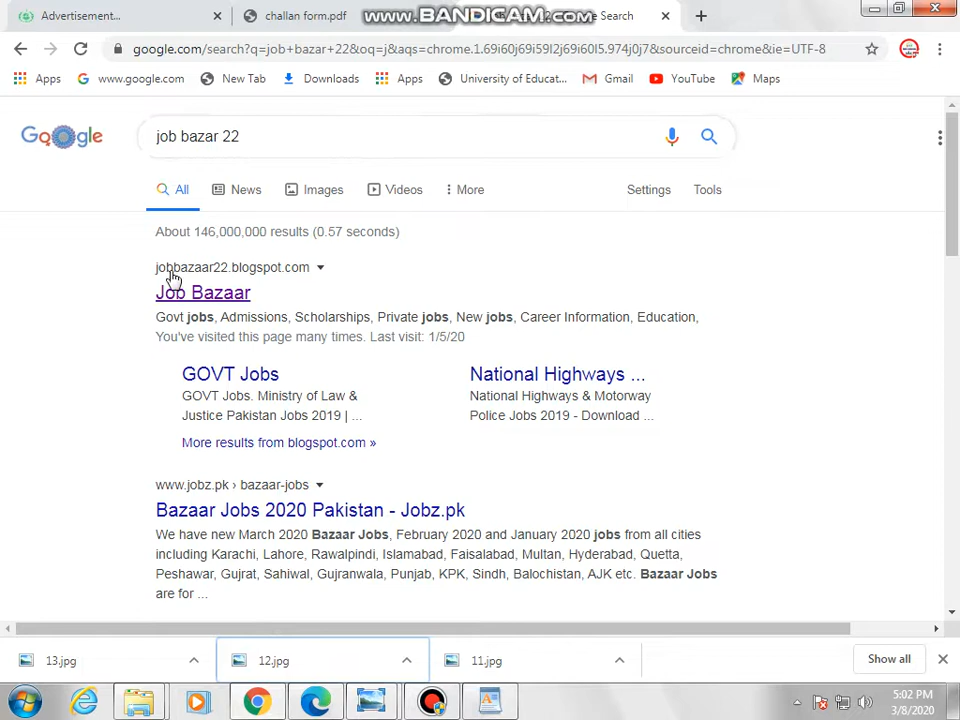 Advertisement...
challan form.pdf
WWW.BANDICAM.COM
Search
google.com/search?q=job+bazar+22&oq=j&aqs=chrome.1.69i60j69i59l2j69i60l5.974j0j7&sourceid=chrome&ie=UTF-8
Apps
www.google.com
New Tab
Downloads
Apps
University of Educat...
Gmail
YouTube
Maps
Google
job bazar 22
All
News
Images
Videos
More
Settings
Tools
About 146,000,000 results (0.57 seconds)
jobbazaar22.blogspot.com
Job Bazaar
Govt jobs, Admissions, Scholarships, Private jobs, New jobs, Career Information, Education,
You've visited this page many times. Last visit: 1/5/20
GOVT Jobs
GOVT Jobs. Ministry of Law &
Justice Pakistan Jobs 2019 | ...
National Highways ...
National Highways & Motorway
Police Jobs 2019 - Download ...
More results from blogspot.com »
www.jobz.pk › bazaar-jobs
Bazaar Jobs 2020 Pakistan - Jobz.pk
We have new March 2020 Bazaar Jobs, February 2020 and January 2020 jobs from all cities
including Karachi, Lahore, Rawalpindi, Islamabad, Faisalabad, Multan, Hyderabad, Quetta,
Peshawar, Gujrat, Sahiwal, Gujranwala, Punjab, KPK, Sindh, Balochistan, AJK etc. Bazaar Jobs
are for ...
13.jpg
12.jpg
11.jpg
Show all
5:02 PM
3/8/2020